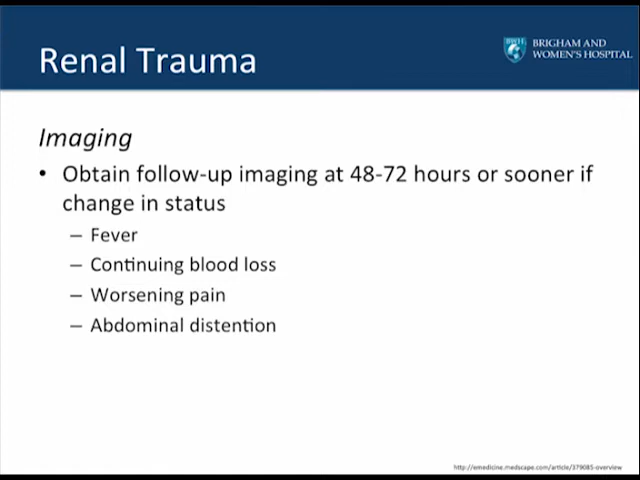 Renal Trauma
BRIGHAM AND
WOMEN'S HOSPITAL
Imaging
• Obtain follow-up imaging at 48-72 hours or sooner if
change in status
– Fever
– Continuing blood loss
– Worsening pain
– Abdominal distention
http://emedicine.medscape.com/article/379085-overview